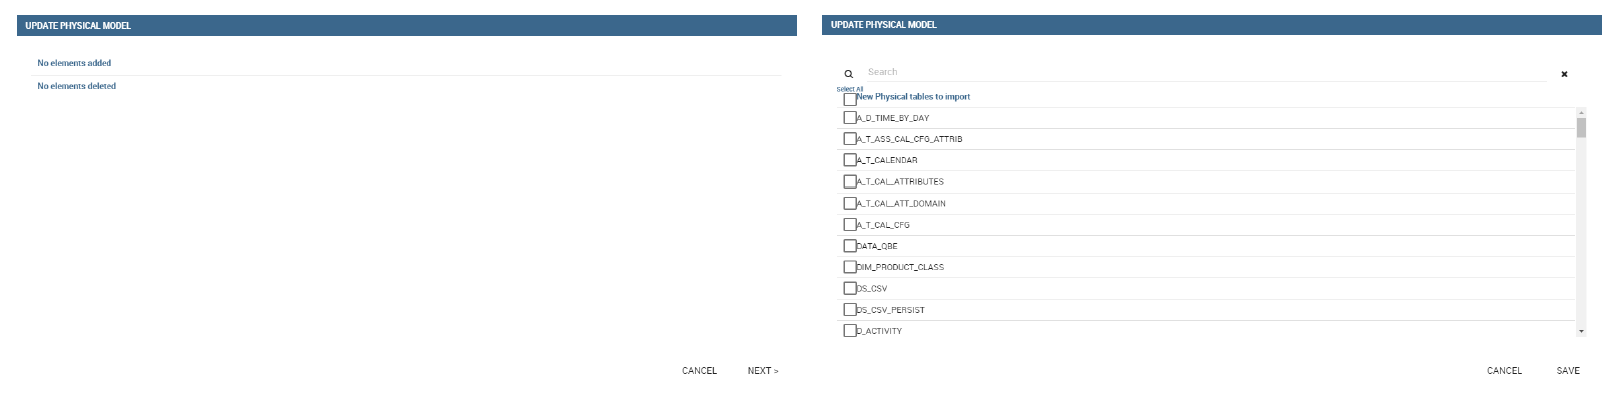 UPDATE PHYSICAL MODEL
No elements added
No elements deleted
CANCEL
NEXT >
UPDATE PHYSICAL MODEL
Search
Select All
New Physical tables to import
A_D_TIME_BY_DAY
A_T_ASS_CAL_CFG_ATTRIB
A_T_CALENDAR
A_T_CAL_ATTRIBUTES
A_T_CAL_ATT_DOMAIN
A_T_CAL_CFG
DATA_QBE
DIM_PRODUCT_CLASS
DS_CSV
DS_CSV_PERSIST
D_ACTIVITY
CANCEL
SAVE